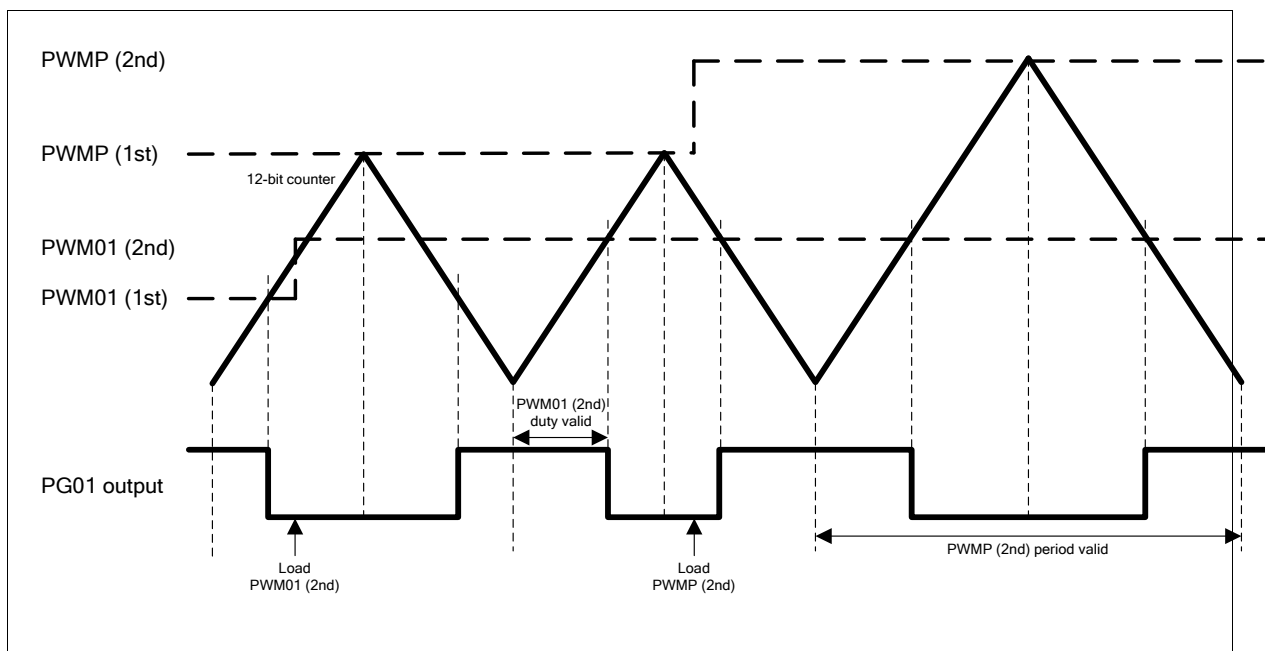 PWMP (2nd)
PWMP (1st)
12-bit counter
PWM01 (2nd)
PWM01 (1st)
PWM01 (2nd)
duty valid
PG01 output
PWMP (2nd) period valid
Load
PWM01 (2nd)
Load
PWMP (2nd)